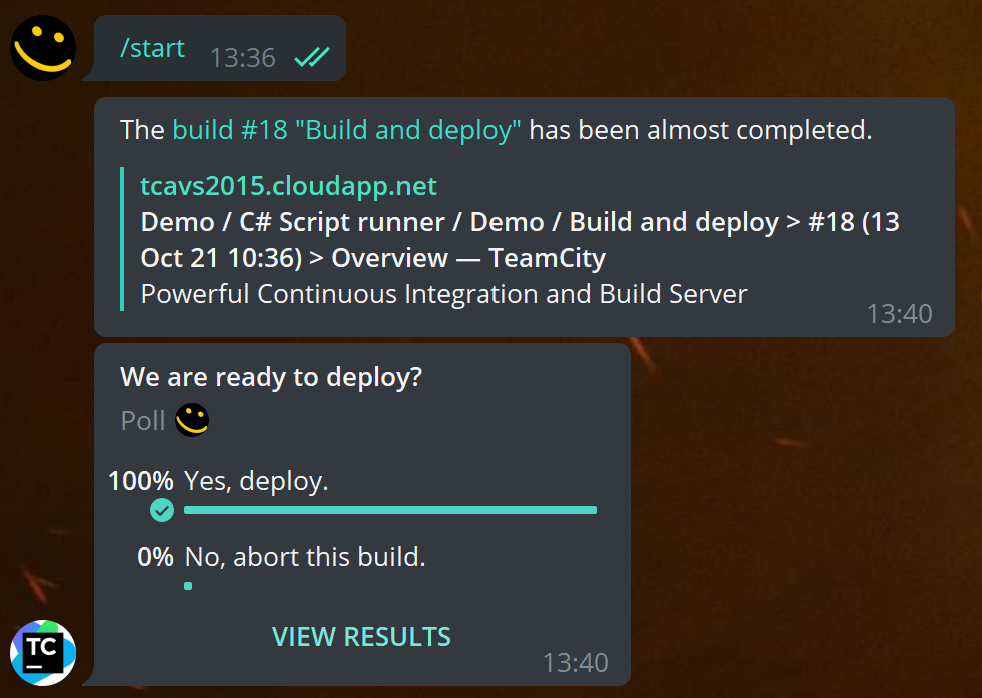 /start 13:36
The build #18 "Build and deploy" has been almost completed.
tcavs2015.cloudapp.net
Demo / C# Script runner / Demo / Build and deploy > #18 (13
Oct 21 10:36) > Overview — TeamCity
Powerful Continuous Integration and Build Server
13:40
We are ready to deploy?
Poll
100% Yes, deploy.
0% No, abort this build.
VIEW RESULTS
13:40
TC